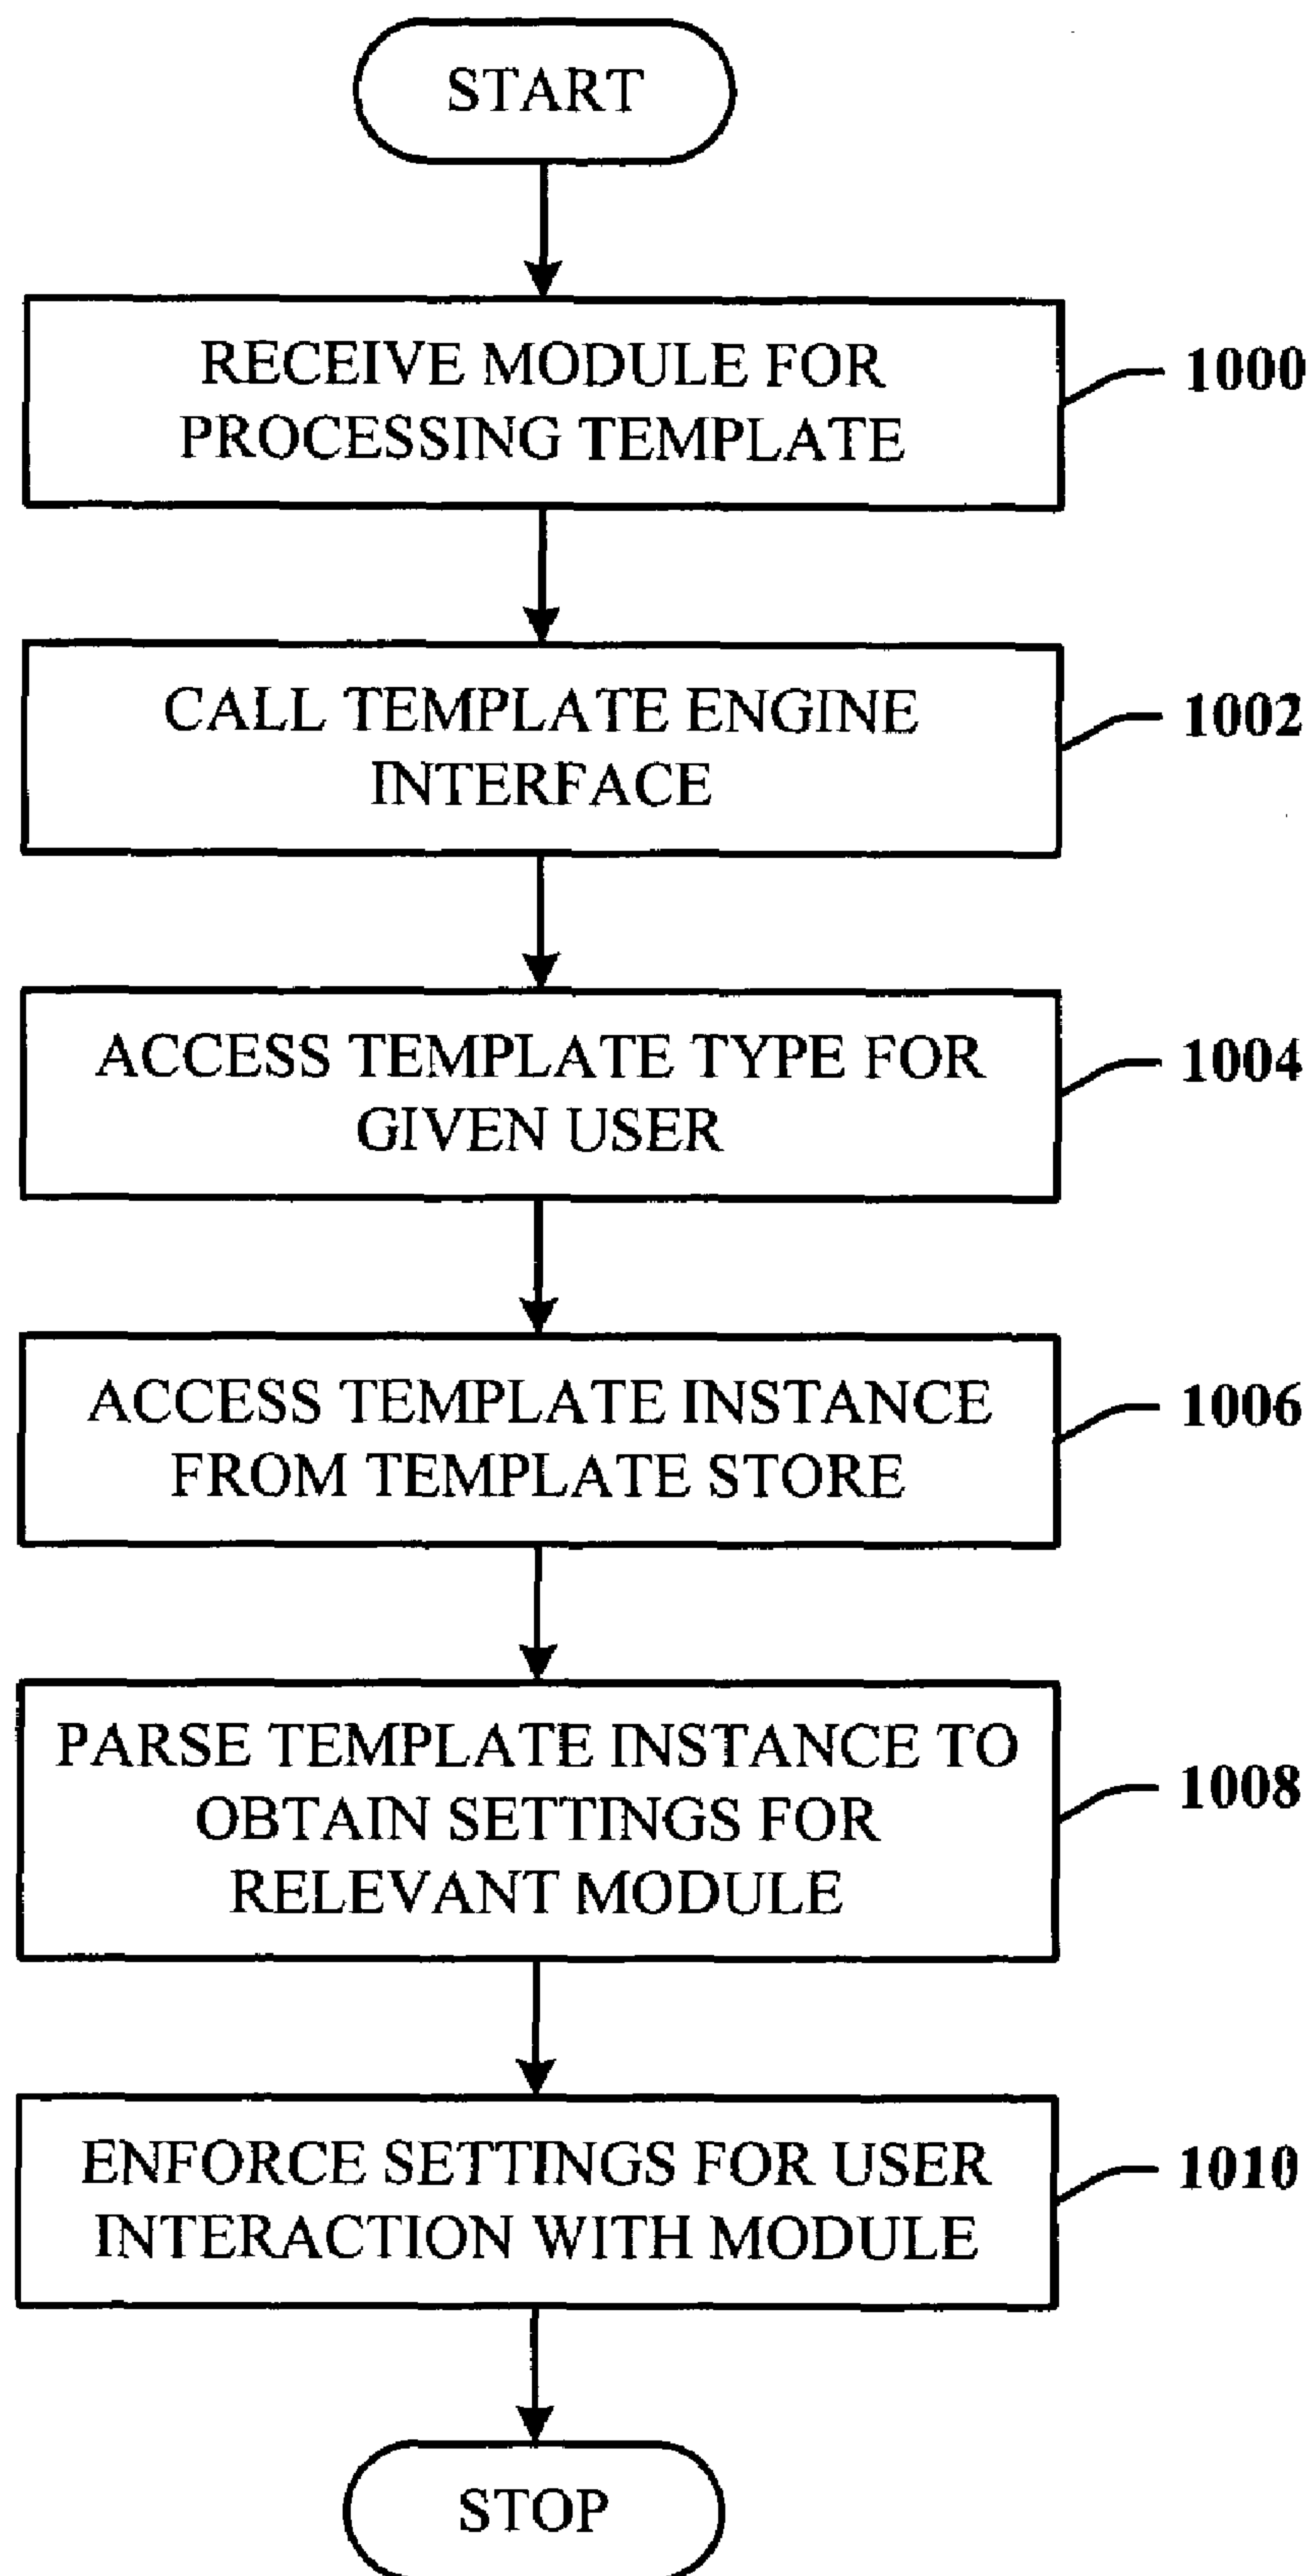 START
RECEIVE MODULE FOR
PROCESSING TEMPLATE
1000
CALL TEMPLATE ENGINE
INTERFACE
1002
ACCESS TEMPLATE TYPE FOR
GIVEN USER
1004
ACCESS TEMPLATE INSTANCE
FROM TEMPLATE STORE
1006
PARSE TEMPLATE INSTANCE TO
OBTAIN SETTINGS FOR
RELEVANT MODULE
1008
ENFORCE SETTINGS FOR USER
INTERACTION WITH MODULE
1010
STOP